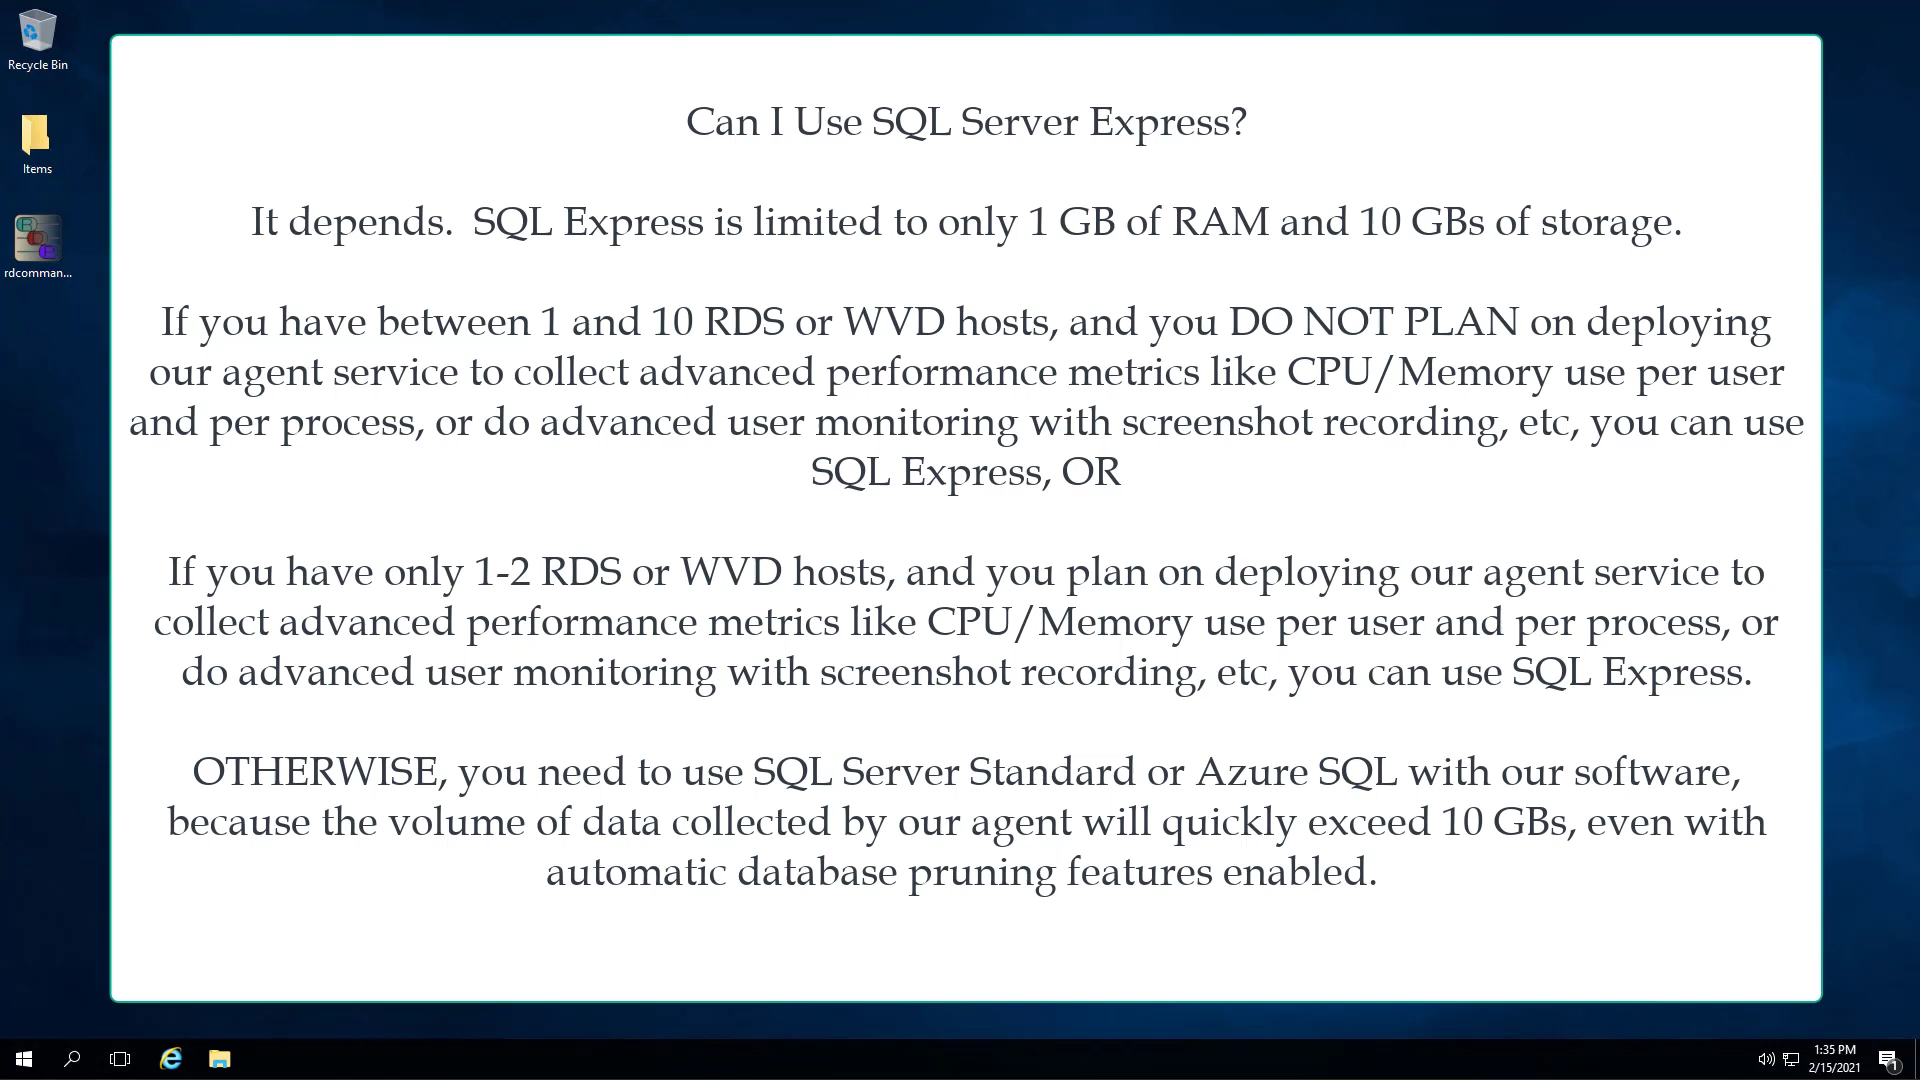 Recycle Bin
Items
rdcomman...
Can I Use SQL Server Express?
It depends.  SQL Express is limited to only 1 GB of RAM and 10 GBs of storage.
If you have between 1 and 10 RDS or WVD hosts, and you DO NOT PLAN on deploying
our agent service to collect advanced performance metrics like CPU/Memory use per user
and per process, or do advanced user monitoring with screenshot recording, etc, you can use
SQL Express, OR
If you have only 1-2 RDS or WVD hosts, and you plan on deploying our agent service to
collect advanced performance metrics like CPU/Memory use per user and per process, or
do advanced user monitoring with screenshot recording, etc, you can use SQL Express.
OTHERWISE, you need to use SQL Server Standard or Azure SQL with our software,
because the volume of data collected by our agent will quickly exceed 10 GBs, even with
automatic database pruning features enabled.
1:35 PM
2/15/2021
1